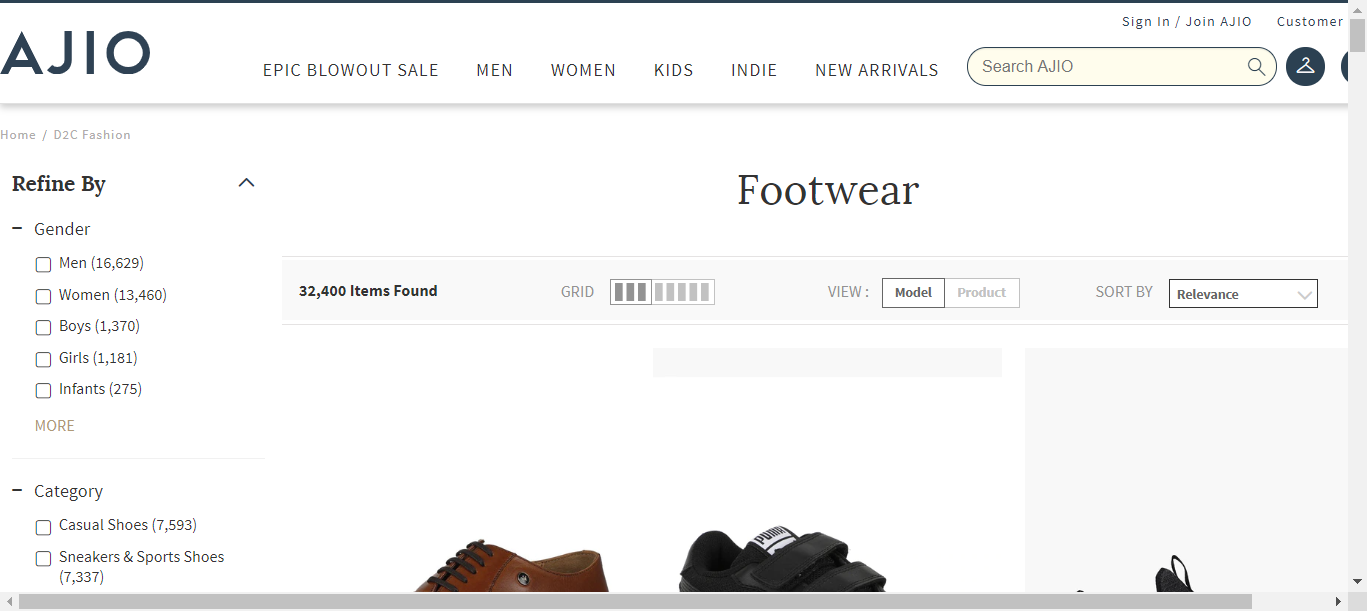 Sign In / Join AJIO Customer
AJIO
EPIC BLOWOUT SALE MEN WOMEN KIDS INDIE NEW ARRIVALS Search AJIO
Home / D2C Fashion
Refine By
Footwear
Gender
Men (16,629)
Women (13,460)
Boys (1,370)
Girls (1,181)
Infants (275)
MORE
32,400 Items Found GRID VIEW : Model Product SORT BY Relevance
Category
Casual Shoes (7,593)
Sneakers & Sports Shoes
(7,337)
PUMA